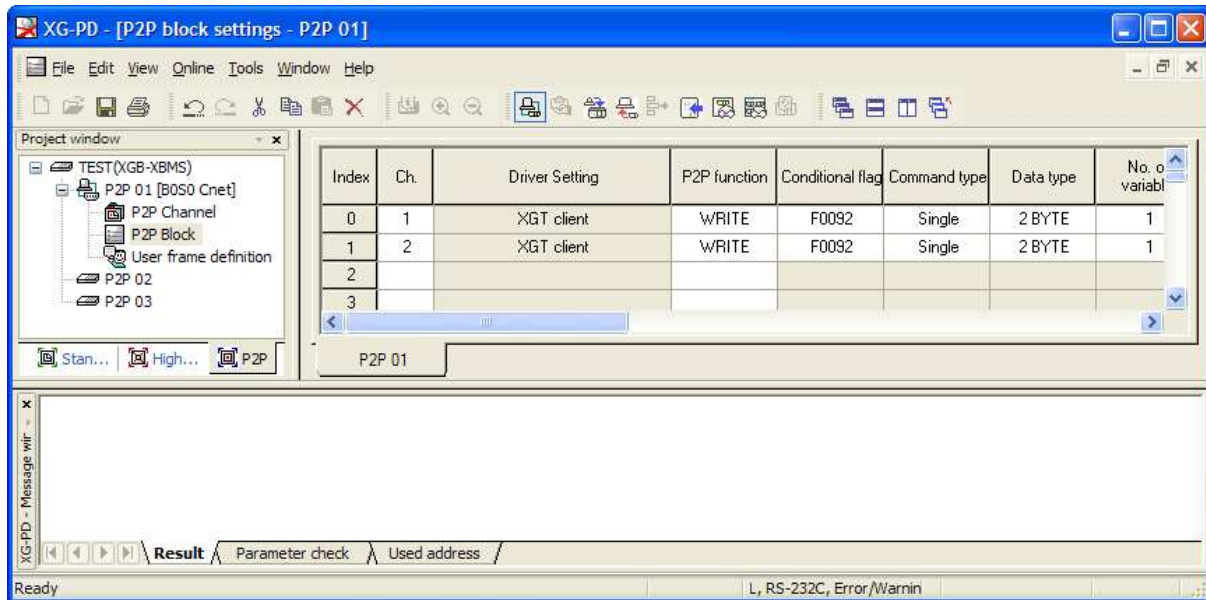 XG-PD - [P2P block settings - P2P 01]
File Edit View Online Tools Window Help
Project window
TEST(XGB-XBMS)
P2P 01 [B0S0 Cnet]
P2P Channel
P2P Block
User frame definition
P2P 02
P2P 03
Stan... High... P2P
Index Ch. Driver Setting P2P function Conditional flag Command type Data type No. o
variabl
0 1 XGT client WRITE F0092 Single 2 BYTE 1
1 2 XGT client WRITE F0092 Single 2 BYTE 1
2
3
P2P 01
XG-PD - Message wir
Result Parameter check Used address
Ready L, RS-232C, Error/Warnin